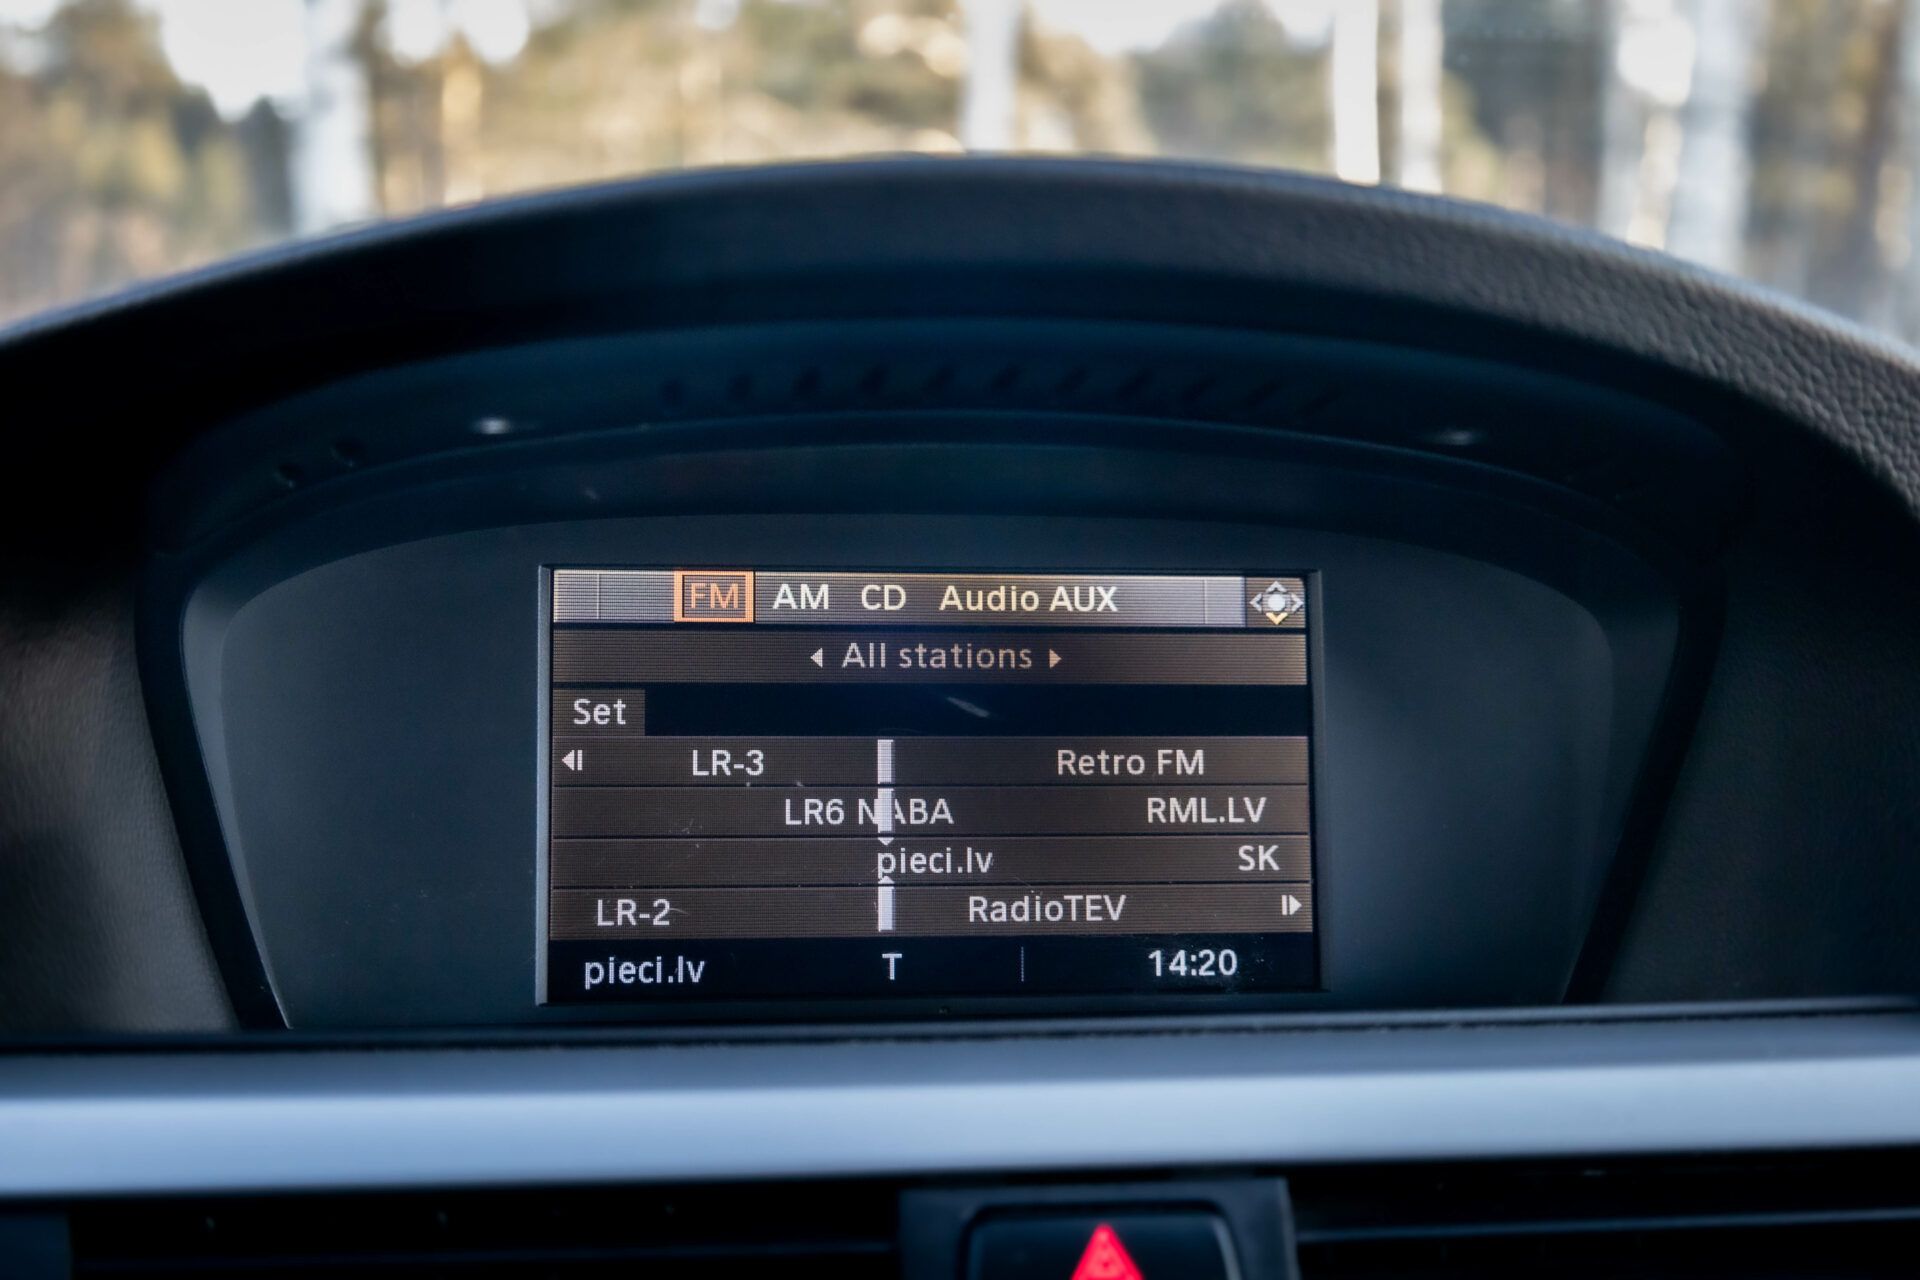 FM AM CD Audio AUX
All stations
Set
LR-3 Retro FM
LR6 NABA RML.LV
pieci.lv SK
LR-2 RadioTEV
pieci.lv T 14:20